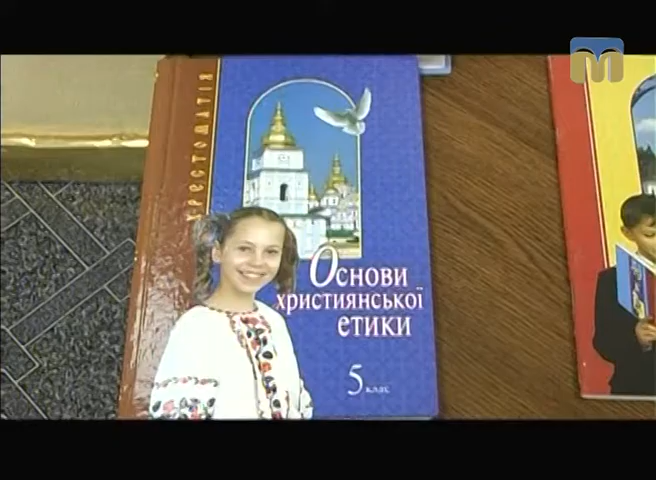 ХРЕСТОМАТІЯ
Основи
християнської
етики
5 клас